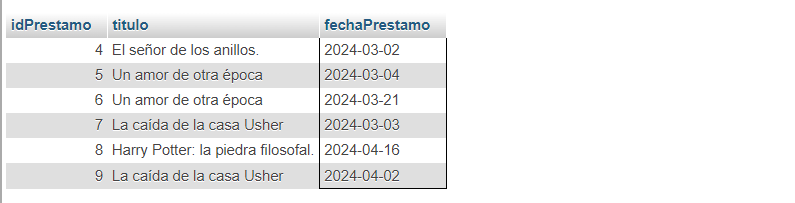 idPrestamo titulo fechaPrestamo
4 El señor de los anillos. 2024-03-02
5 Un amor de otra época 2024-03-04
6 Un amor de otra época 2024-03-21
7 La caída de la casa Usher 2024-03-03
8 Harry Potter: la piedra filosofal. 2024-04-16
9 La caída de la casa Usher 2024-04-02